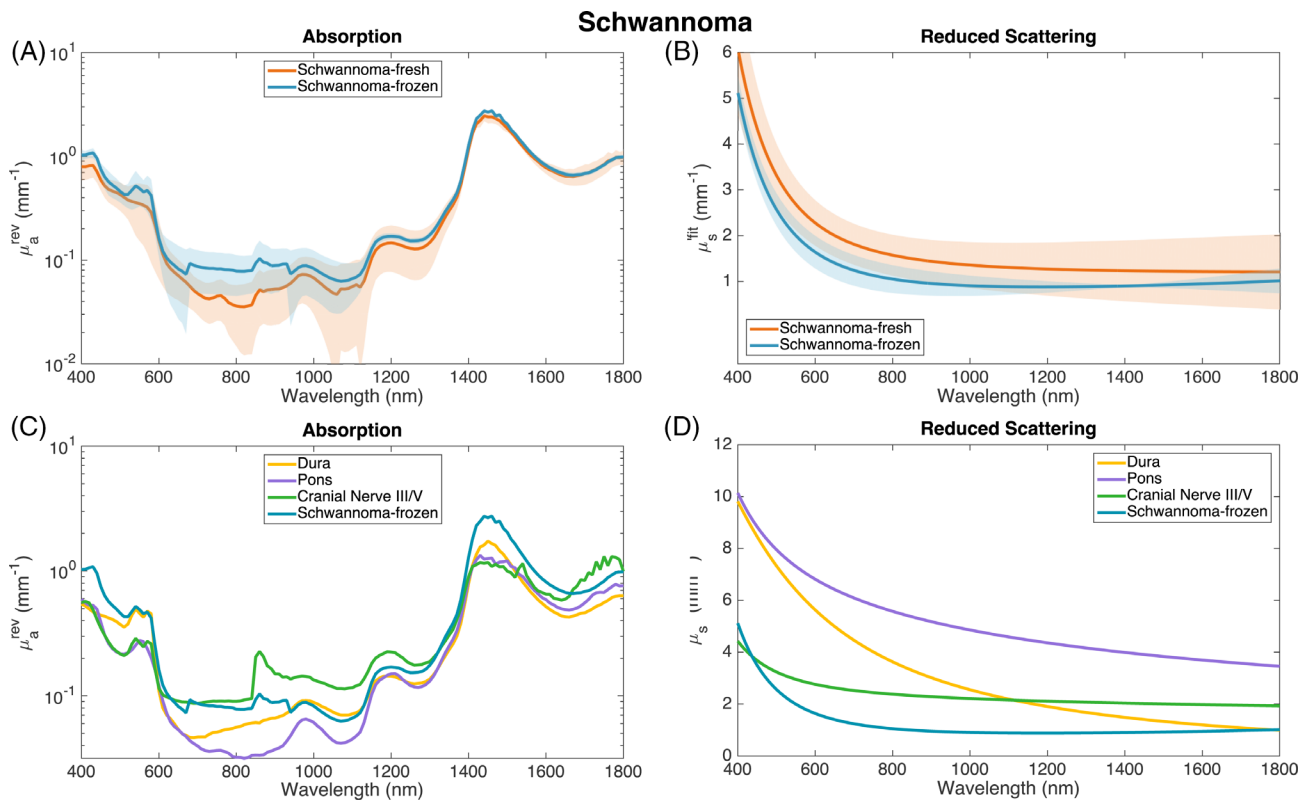 Schwannoma
(A)
Absorption
Schwannoma-fresh
Schwannoma-frozen
10^1
10^0
10^-1
10^-2
μ_a^rev (mm^-1)
400 600 800 1000 1200 1400 1600 1800
Wavelength (nm)
(B)
Reduced Scattering
6
5
4
3
2
1
μ_s^'fit (mm^-1)
Schwannoma-fresh
Schwannoma-frozen
400 600 800 1000 1200 1400 1600 1800
Wavelength (nm)
(C)
Absorption
Dura
Pons
Cranial Nerve III/V
Schwannoma-frozen
10^1
10^0
10^-1
μ_a^rev (mm^-1)
400 600 800 1000 1200 1400 1600 1800
Wavelength (nm)
(D)
Reduced Scattering
Dura
Pons
Cranial Nerve III/V
Schwannoma-frozen
12
10
8
6
4
2
0
μ_s
400 600 800 1000 1200 1400 1600 1800
Wavelength (nm)